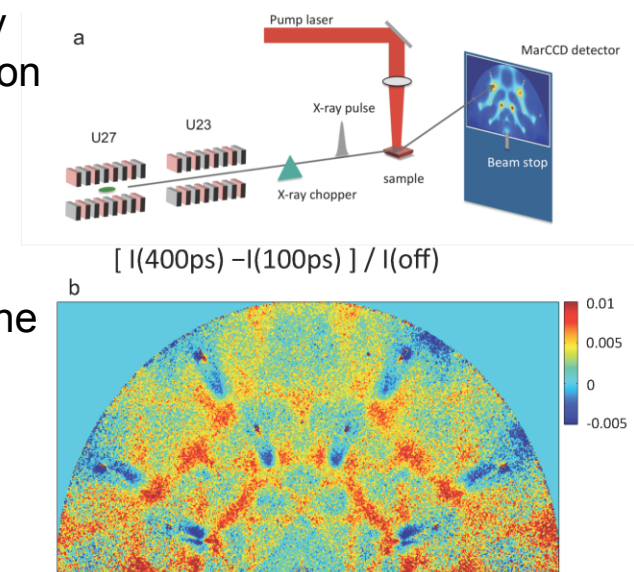 a
Pump laser
MarCCD detector
on
X-ray pulse
U27
U23
Beam stop
sample
X-ray chopper
[ I(400ps) −I(100ps) ] / I(off)
b
0.01
0.005
0
-0.005